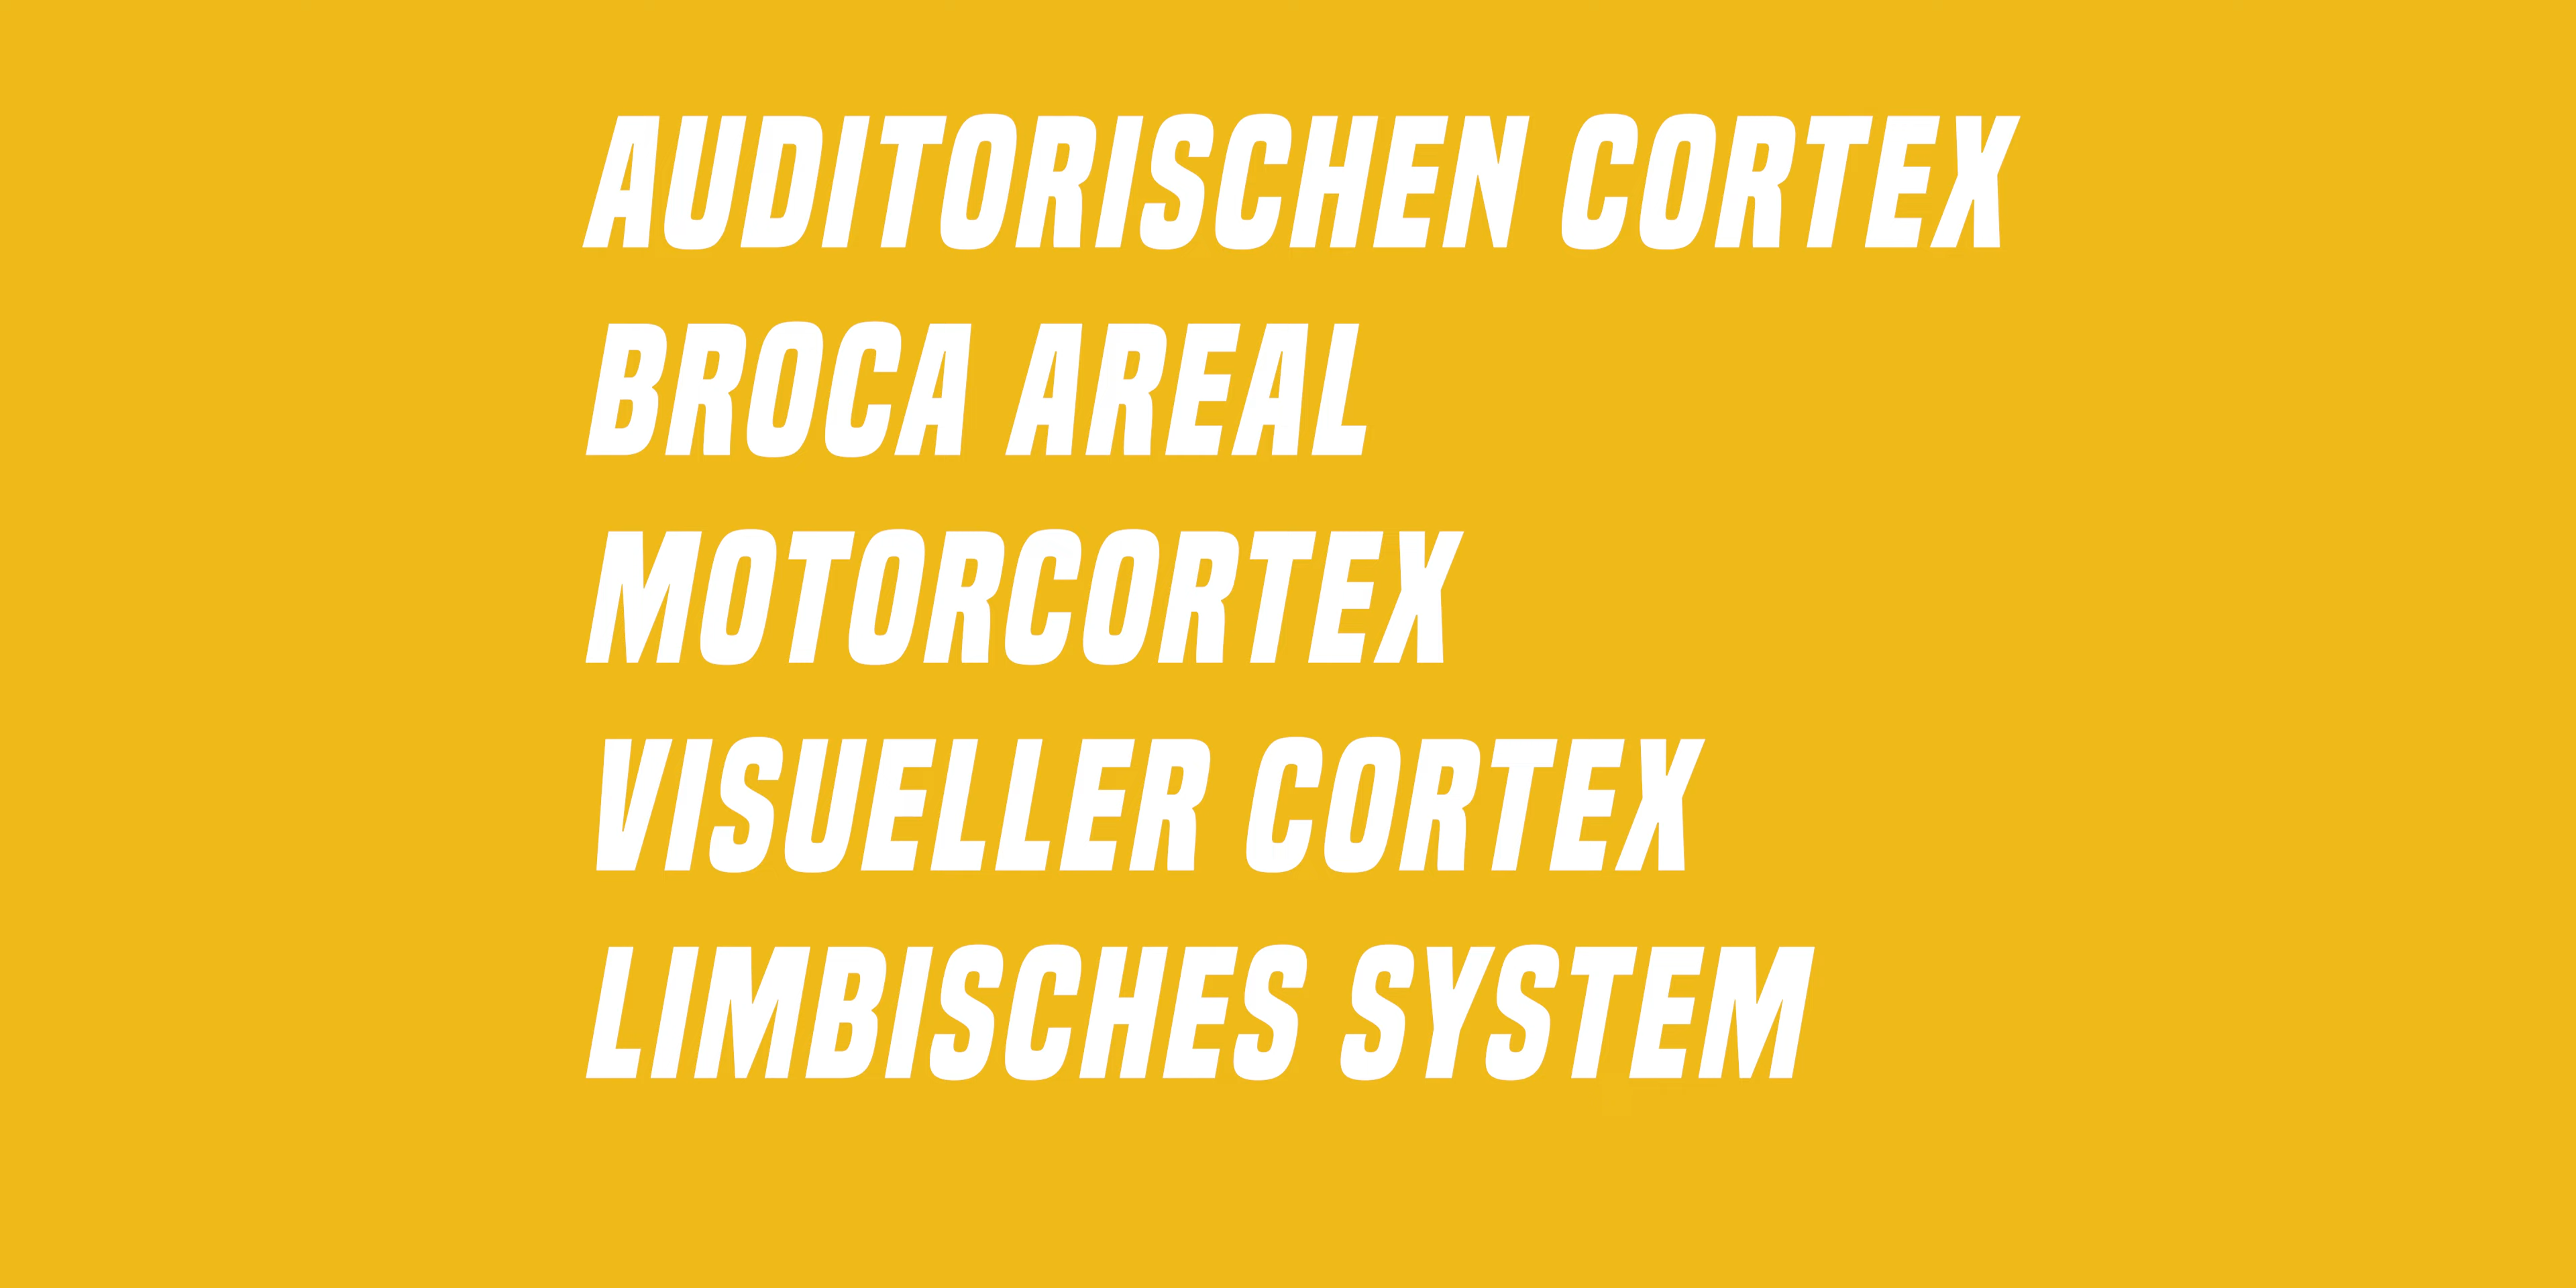 AUDITORISCHEN CORTEX
BROCA AREAL
MOTORCORTEX
VISUELLER CORTEX
LIMBISCHES SYSTEM